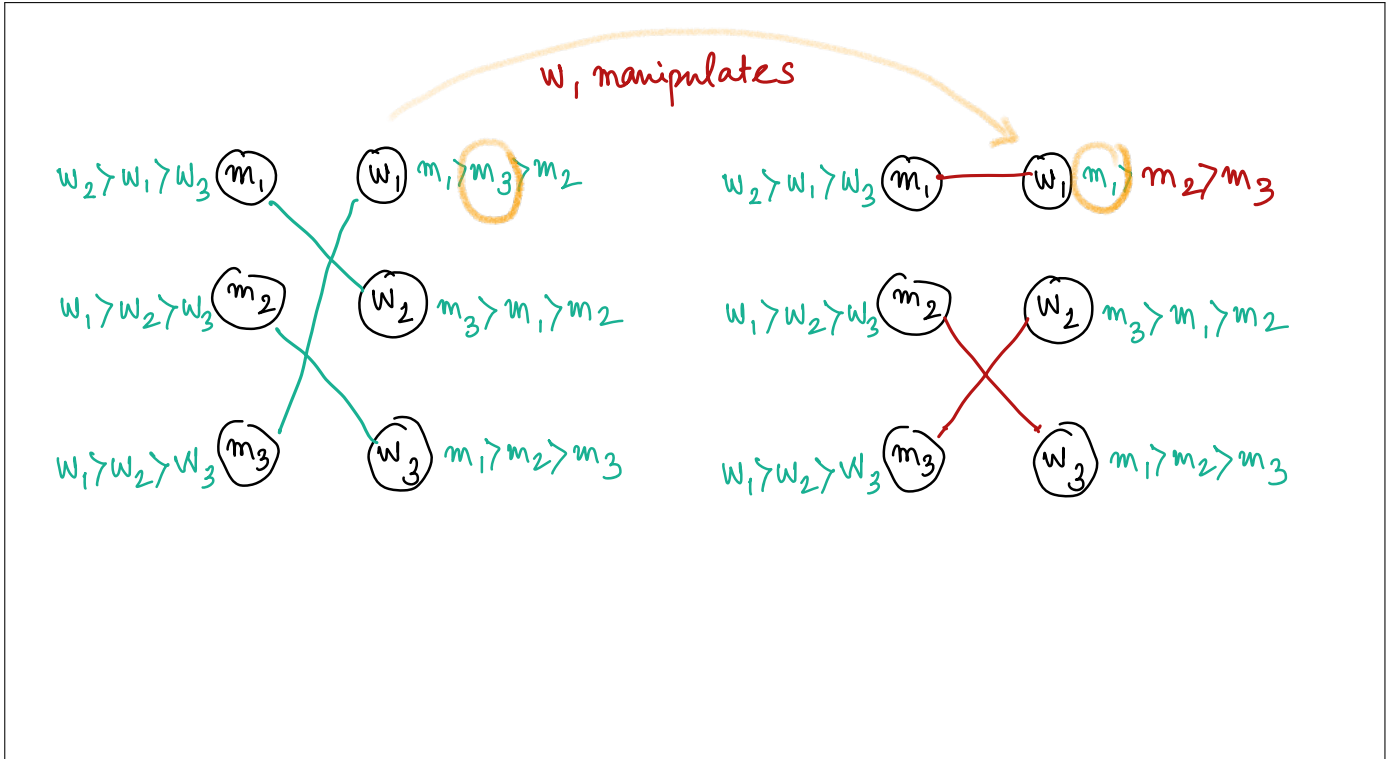 w₁ manipulates
w₂ > w₁ > w₃ m₁ w₁ m₁ > m₃ > m₂ w₂ > w₁ > w₃ m₁ w₁ m₁ > m₂ > m₃
w₁ > w₂ > w₃ m₂ w₂ m₃ > m₁ > m₂ w₁ > w₂ > w₃ m₂ w₂ m₃ > m₁ > m₂
w₁ > w₂ > w₃ m₃ w₃ m₁ > m₂ > m₃ w₁ > w₂ > w₃ m₃ w₃ m₁ > m₂ > m₃